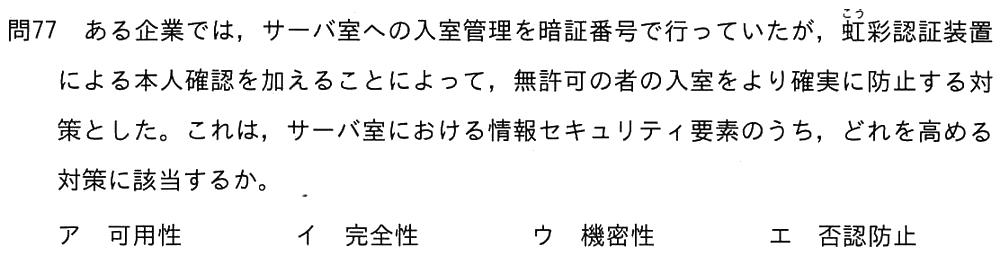 問77 ある企業では，サーバ室への入室管理を暗証番号で行っていたが，虹彩認証装置
による本人確認を加えることによって，無許可の者の入室をより確実に防止する対
策とした。これは，サーバ室における情報セキュリティ要素のうち，どれを高める
対策に該当するか。
ア 可用性 イ 完全性 ウ 機密性 エ 否認防止